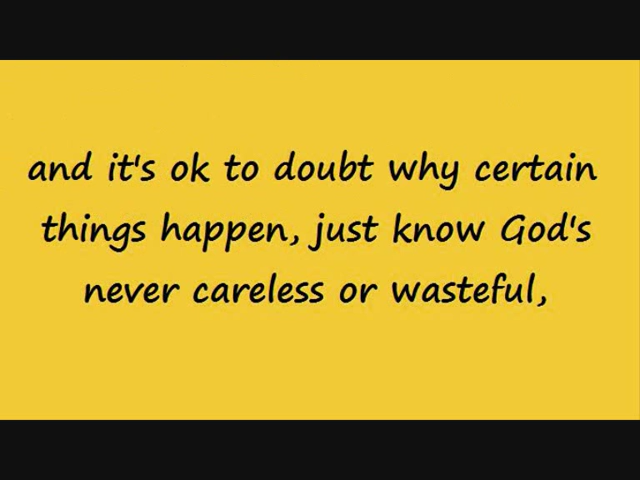 and it's ok to doubt why certain
things happen, just know God's
never careless or wasteful,